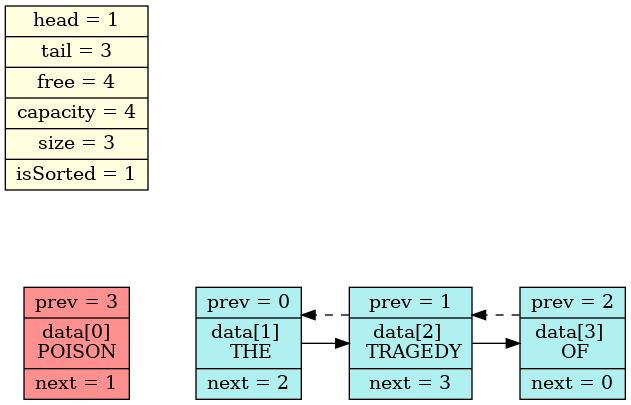 head = 1
tail = 3
free = 4
capacity = 4
size = 3
isSorted = 1
prev = 3
data[0]
POISON
next = 1
prev = 0
data[1]
THE
next = 2
prev = 1
data[2]
TRAGEDY
next = 3
prev = 2
data[3]
OF
next = 0